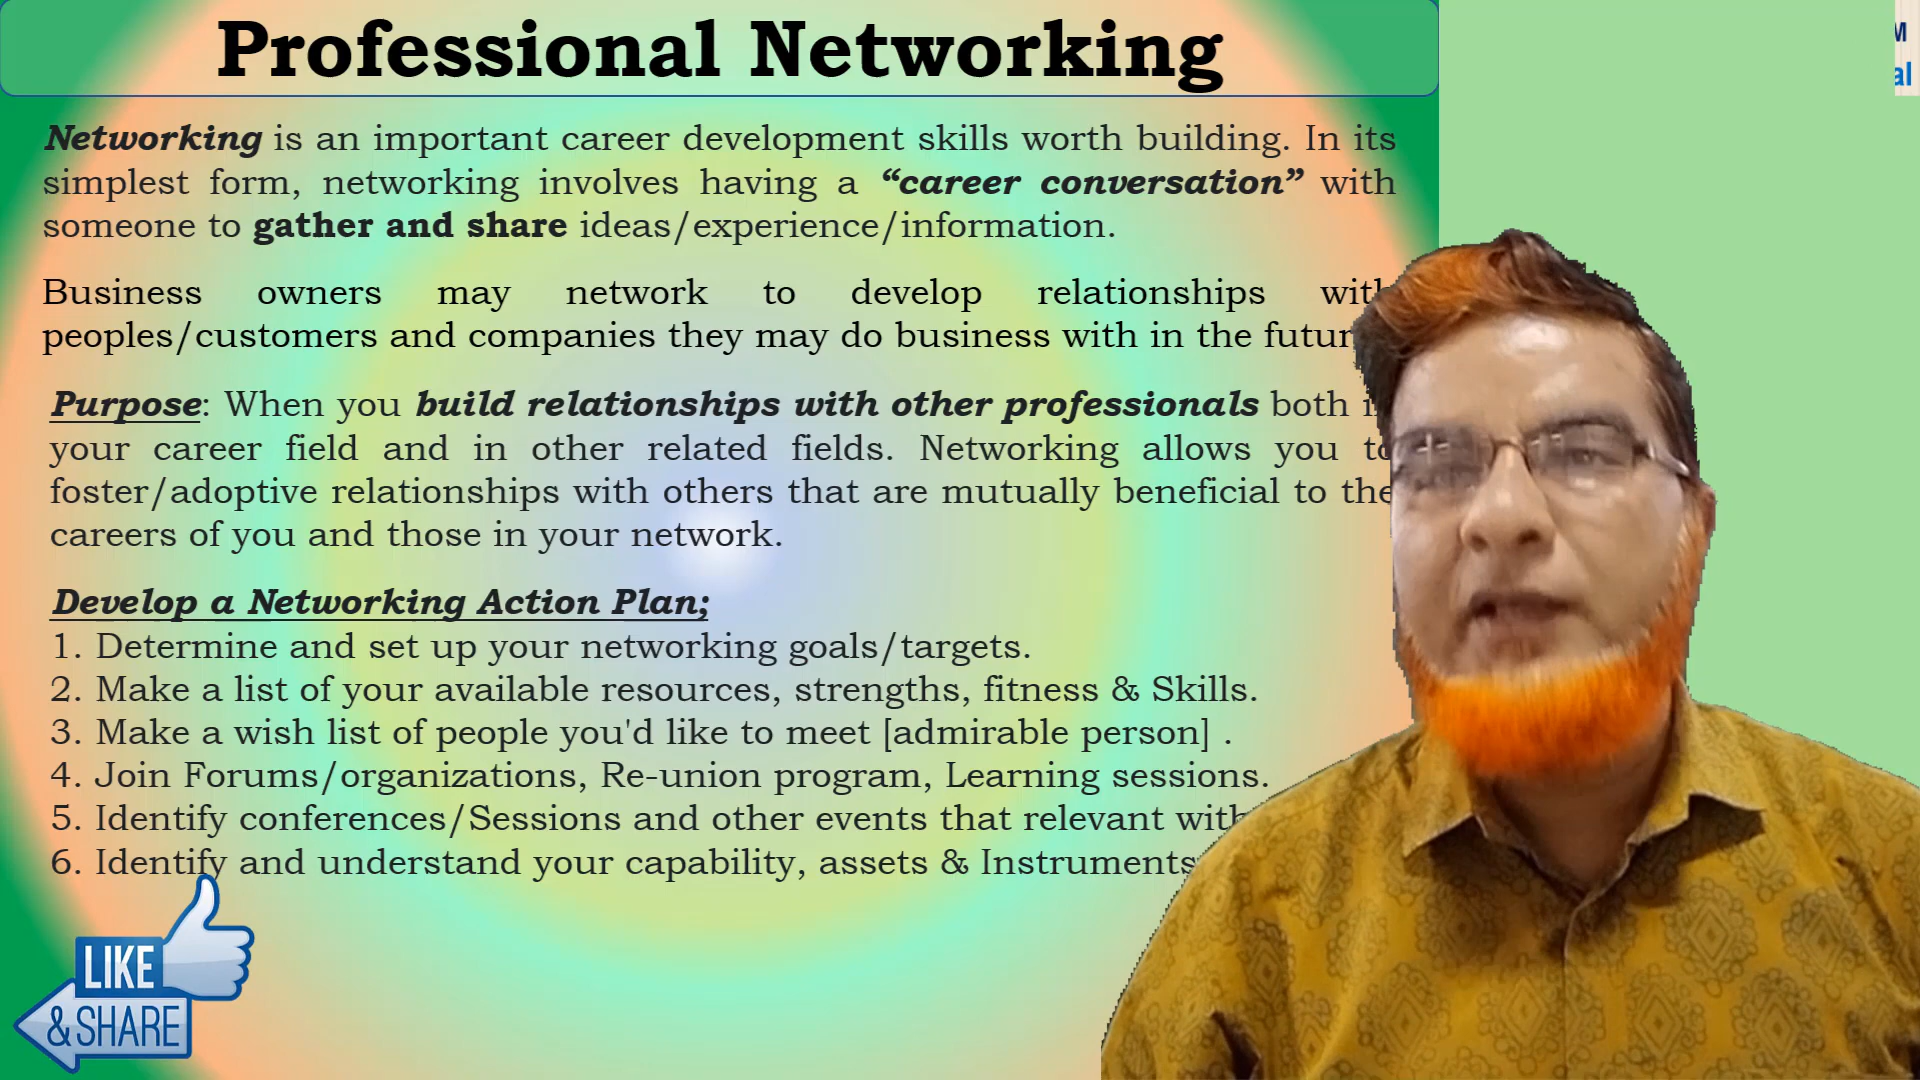 Professional Networking
Networking is an important career development skills worth building. In its
simplest form, networking involves having a “career conversation” with
someone to gather and share ideas/experience/information.
Business owners may network to develop relationships with
peoples/customers and companies they may do business with in the
Purpose: When you build relationships with other professionals both
your career field and in other related fields. Networking allows you to
foster/adoptive relationships with others that are mutually beneficial to the
careers of you and those in your network.
Develop a Networking Action Plan;
1. Determine and set up your networking goals/targets.
2. Make a list of your available resources, strengths, fitness & Skills.
3. Make a wish list of people you'd like to meet [admirable person] .
4. Join Forums/organizations, Re-union program, Learning sessions.
5. Identify conferences/Sessions and other events that relevant with
6. Identify and understand your capability, assets & Instruments
LIKE
& SHARE